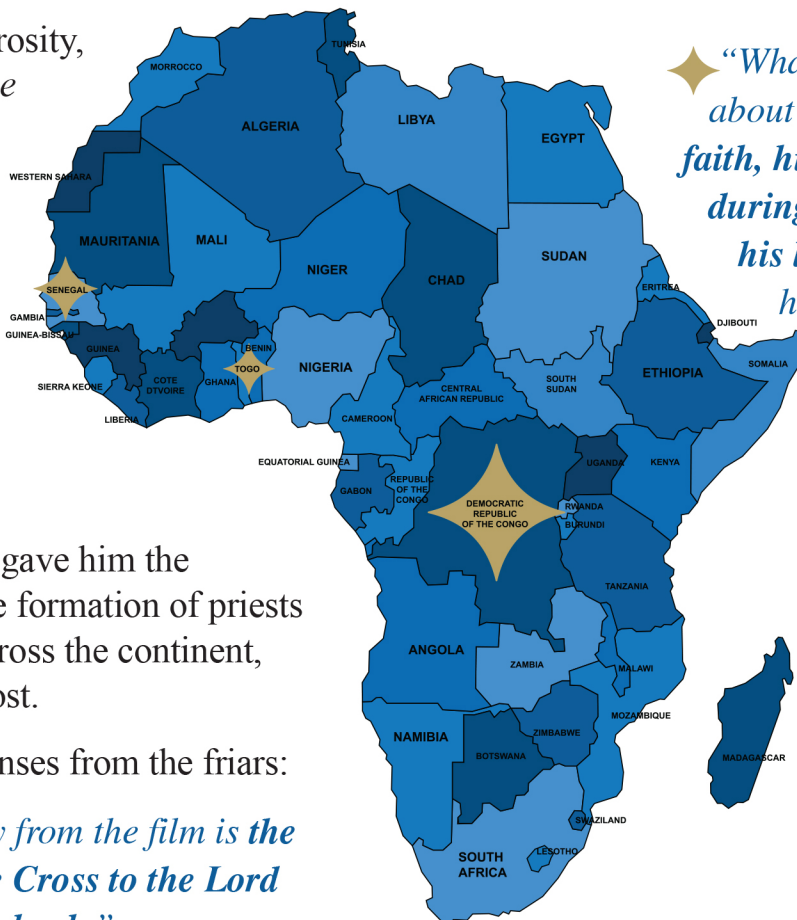 rosity,
e
“Wha
about
faith, hi
during
his l
h
TUNISIA
MORROCCO
ALGERIA
LIBYA
EGYPT
WESTERN SAHARA
MAURITANIA
MALI
NIGER
CHAD
SUDAN
ERITREA
SENEGAL
GAMBIA
GUINEA-BISSAU
GUINEA
SIERRA KEONE
LIBERIA
COTE
DTVOIRE
GHANA
TOGO
BENIN
NIGERIA
CAMEROON
CENTRAL
AFRICAN REPUBLIC
SOUTH
SUDAN
ETHIOPIA
DJIBOUTI
SOMALIA
EQUATORIAL GUINEA
GABON
REPUBLIC
OF THE
CONGO
DEMOCRATIC
REPUBLIC
OF THE CONGO
UGANDA
KENYA
RWANDA
BURUNDI
TANZANIA
ANGOLA
ZAMBIA
MALAWI
MOZAMBIQUE
NAMIBIA
BOTSWANA
ZIMBABWE
MADAGASCAR
SWAZILAND
LESOTHO
SOUTH
AFRICA
gave him the
e formation of priests
ross the continent,
ost.
nses from the friars:
y from the film is the
e Cross to the Lord